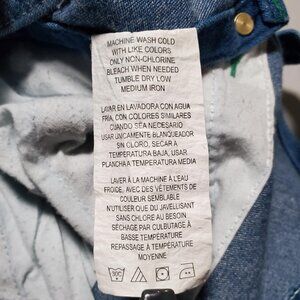 MACHINE WASH COLD
WITH LIKE COLORS
ONLY NON-CHLORINE
BLEACH WHEN NEEDED
TUMBLE DRY LOW
MEDIUM IRON
LAVAR EN LAVADORA CON AGUA
FRIA, CON COLORES SIMILARES
CUANDO SEA NECESARIO
USAR UNICAMENTE BLANQUEADOR
SIN CLORO, SECAR A
TEMPERATURA BAJA, USAR
PLANCHA A TEMPERATURA MEDIA
LAVER À LA MACHINE À L'EAU
FROIDE, AVEC DES VÊTEMENTS DE
COULEUR SEMBLABLE
N'UTILISER QUE DU JAVELLISANT
SANS CHLORE AU BESOIN
SÉCHAGE PAR CULBUTAGE À
BASSE TEMPÉRATURE
REPASSAGE À TEMPÉRATURE
MOYENNE
30C